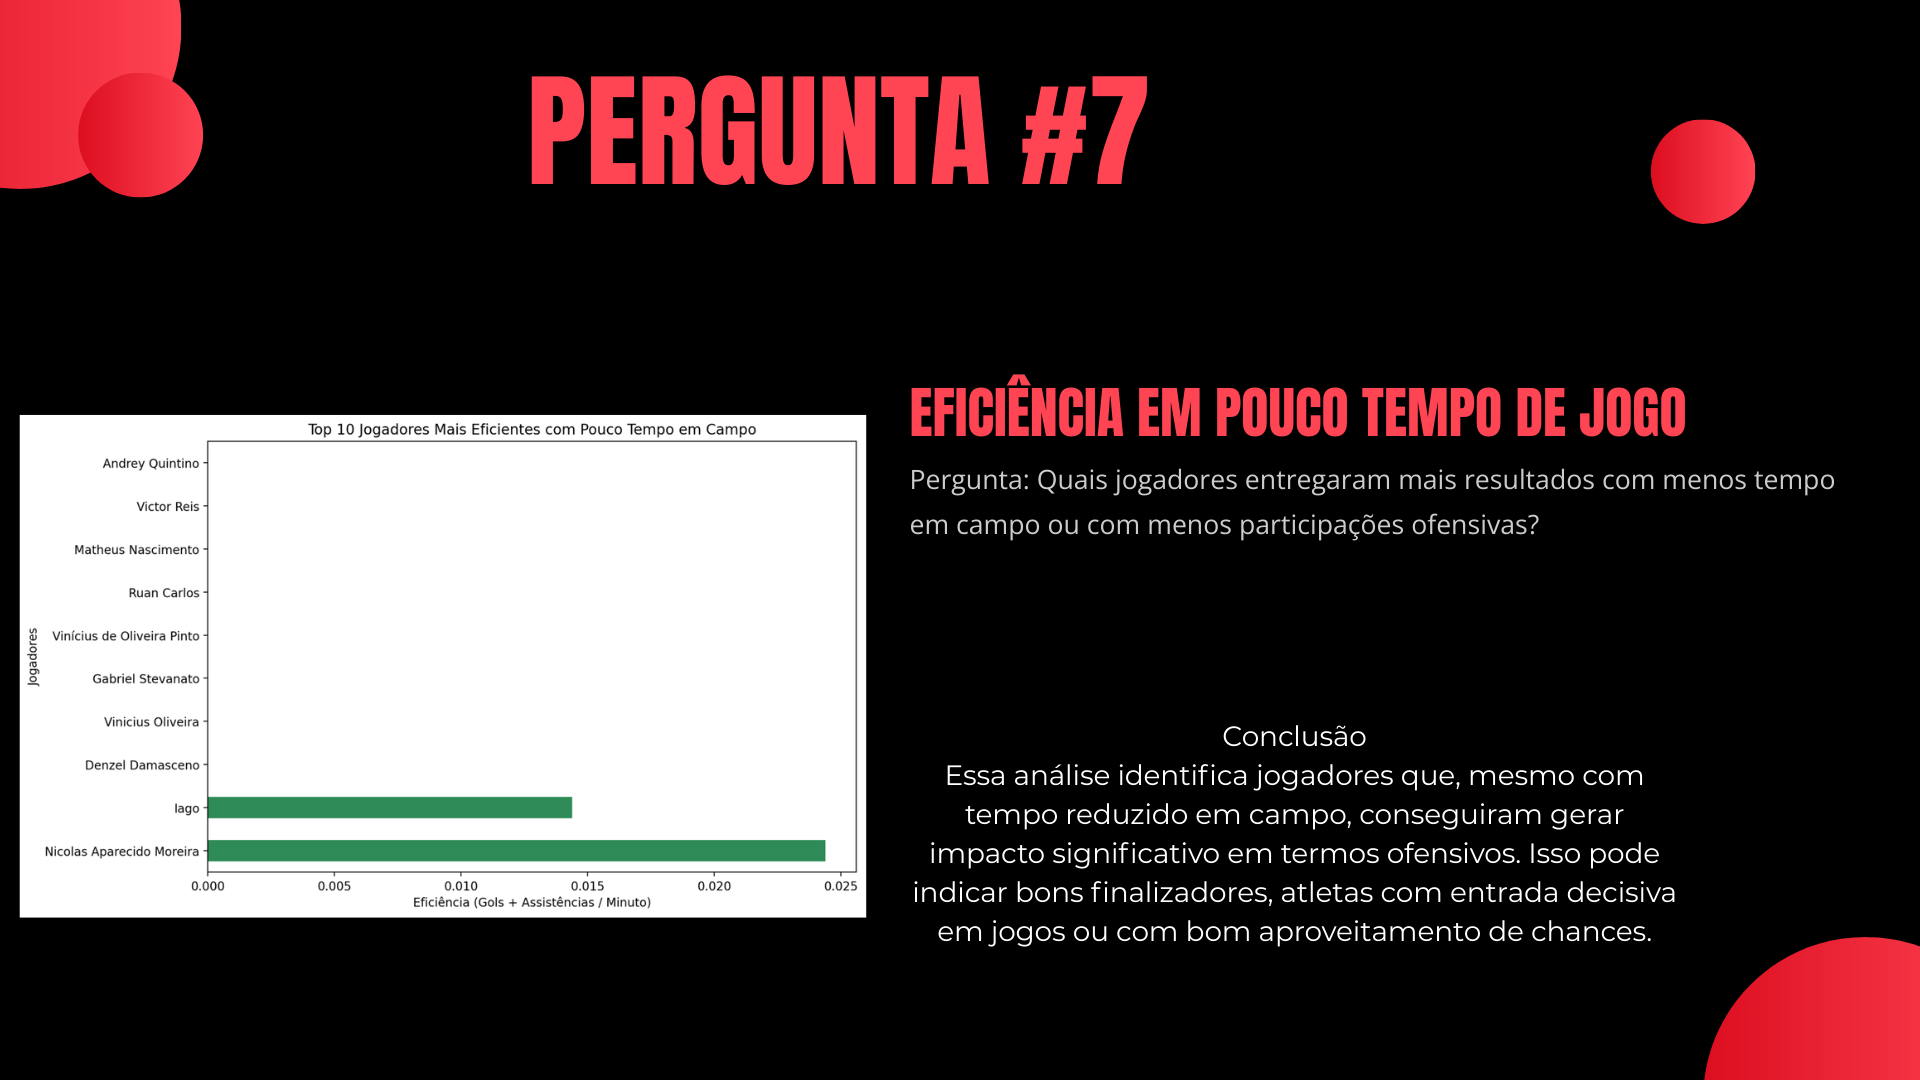 PERGUNTA #7
Top 10 Jogadores Mais Eficientes com Pouco Tempo em Campo
Jogadores
Andrey Quintino
Victor Reis
Matheus Nascimento
Ruan Carlos
Vinícius de Oliveira Pinto
Gabriel Stevanato
Vinicius Oliveira
Denzel Damasceno
Iago
Nicolas Aparecido Moreira
0.000 0.005 0.010 0.015 0.020 0.025
Eficiência (Gols + Assistências / Minuto)
EFICIÊNCIA EM POUCO TEMPO DE JOGO
Pergunta: Quais jogadores entregaram mais resultados com menos tempo
em campo ou com menos participações ofensivas?
Conclusão
Essa análise identifica jogadores que, mesmo com
tempo reduzido em campo, conseguiram gerar
impacto significativo em termos ofensivos. Isso pode
indicar bons finalizadores, atletas com entrada decisiva
em jogos ou com bom aproveitamento de chances.